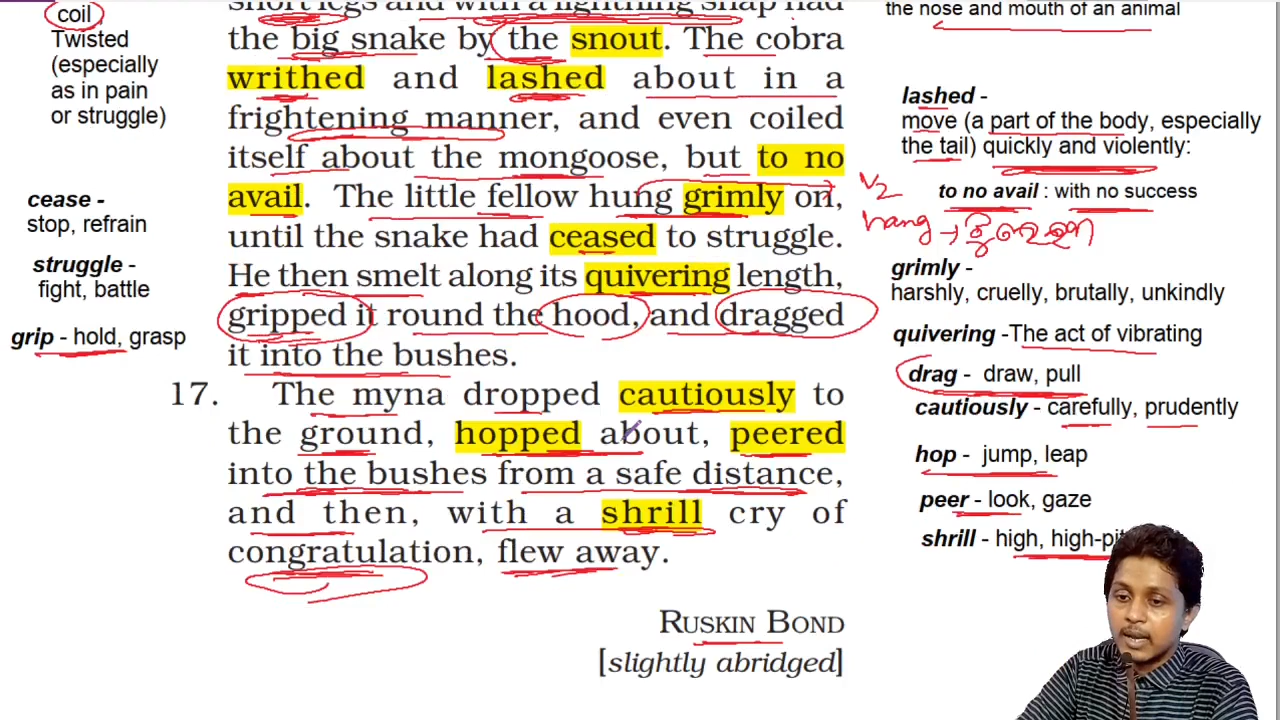 coil
Twisted
(especially
as in pain
or struggle)
cease -
stop, refrain
struggle -
fight, battle
grip - hold, grasp
short legs and with a lightning snap had
the big snake by the snout. The cobra
writhed and lashed about in a
frightening manner, and even coiled
itself about the mongoose, but to no
avail. The little fellow hung grimly on,
until the snake had ceased to struggle.
He then smelt along its quivering length,
gripped it round the hood, and dragged
it into the bushes.
17. The myna dropped cautiously to
the ground, hopped about, peered
into the bushes from a safe distance,
and then, with a shrill cry of
congratulation, flew away.
RUSKIN BOND
[slightly abridged]
the nose and mouth of an animal
lashed -
move (a part of the body, especially
the tail) quickly and violently:
to no avail : with no success
V2
hang →
grimly -
harshly, cruelly, brutally, unkindly
quivering -The act of vibrating
drag - draw, pull
cautiously - carefully, prudently
hop - jump, leap
peer - look, gaze
shrill - high,